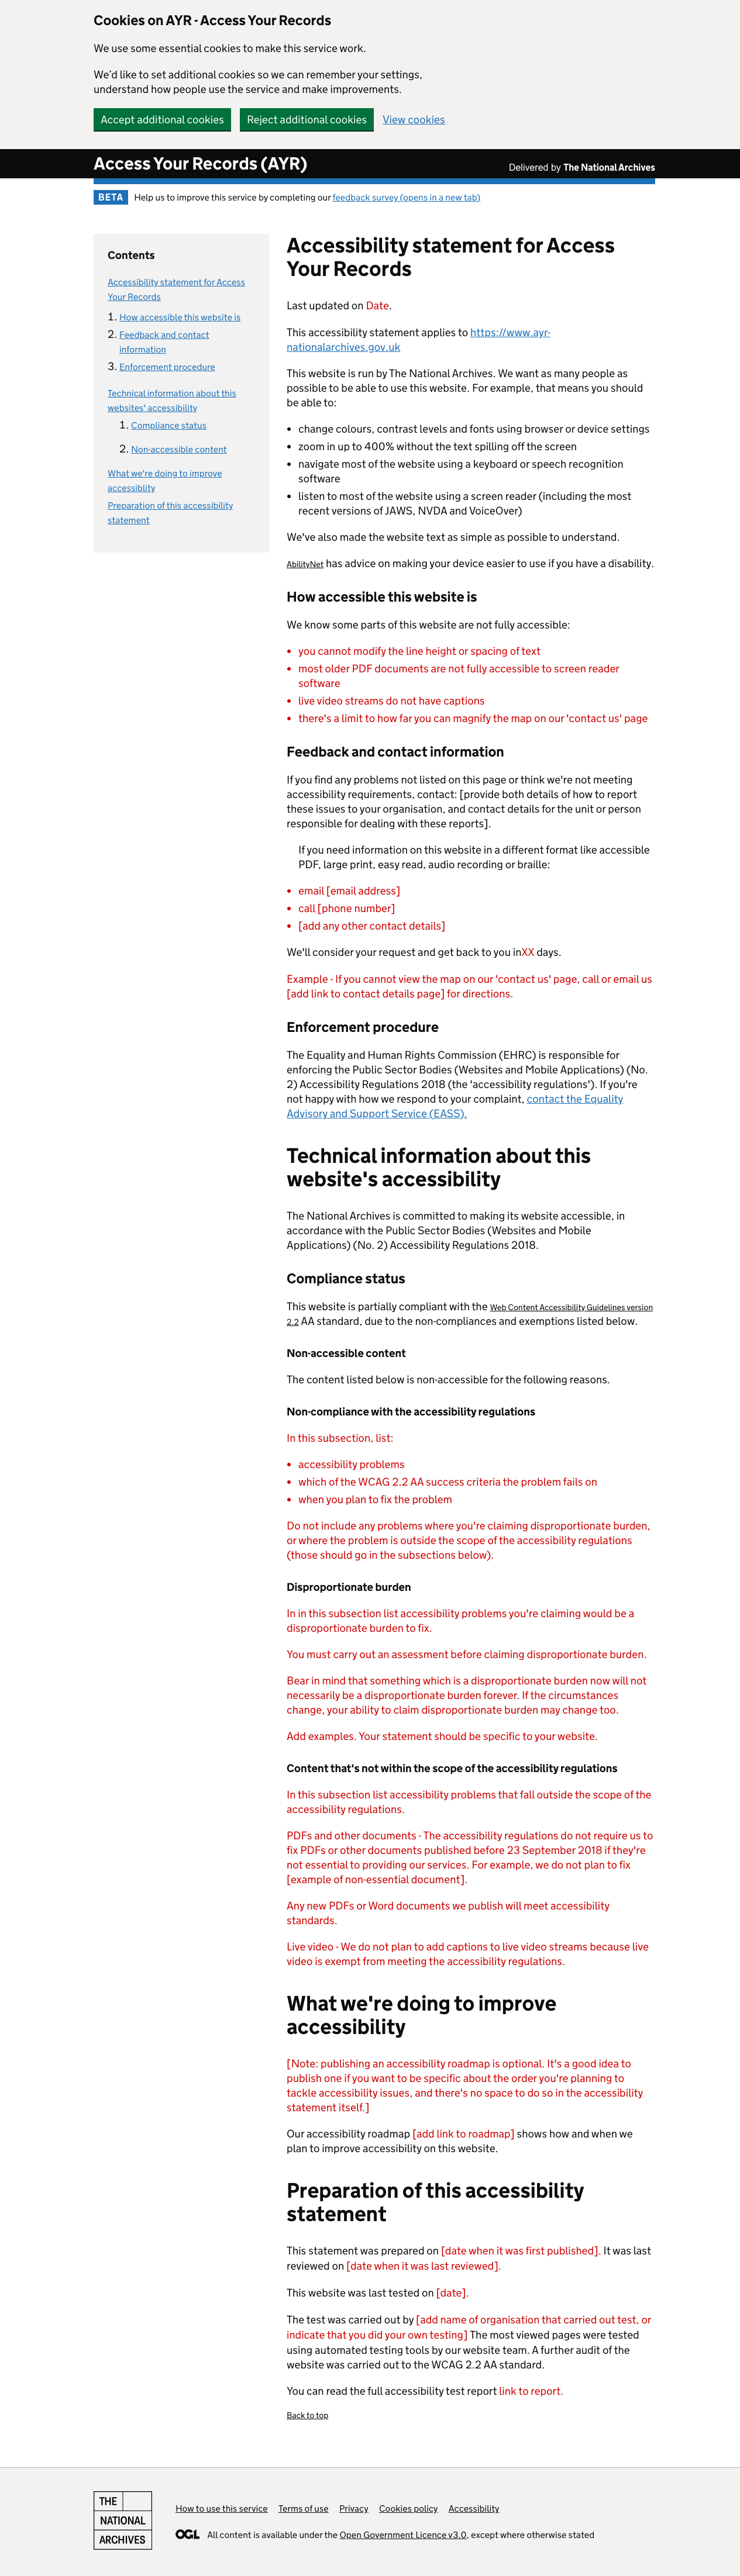 Cookies on AYR - Access Your Records
We use some essential cookies to make this service work.
We'd like to set additional cookies so we can remember your settings,
understand how people use the service and make improvements.
Accept additional cookies Reject additional cookies View cookies
Access Your Records (AYR) Delivered by The National Archives
BETA Help us to improve this service by completing our feedback survey (opens in a new tab)
Contents
Accessibility statement for Access
Your Records
1. How accessible this website is
2. Feedback and contact
information
3. Enforcement procedure
Technical information about this
websites' accessibility
1. Compliance status
2. Non-accessible content
What we're doing to improve
accessiblity
Preparation of this accessibility
statement
Accessibility statement for Access
Your Records
Last updated on Date.
This accessibility statement applies to https://www.ayr-
nationalarchives.gov.uk
This website is run by The National Archives. We want as many people as
possible to be able to use this website. For example, that means you should
be able to:
• change colours, contrast levels and fonts using browser or device settings
• zoom in up to 400% without the text spilling off the screen
• navigate most of the website using a keyboard or speech recognition
software
• listen to most of the website using a screen reader (including the most
recent versions of JAWS, NVDA and VoiceOver)
We've also made the website text as simple as possible to understand.
AbilityNet has advice on making your device easier to use if you have a disability.
How accessible this website is
We know some parts of this website are not fully accessible:
• you cannot modify the line height or spacing of text
• most older PDF documents are not fully accessible to screen reader
software
• live video streams do not have captions
• there's a limit to how far you can magnify the map on our 'contact us' page
Feedback and contact information
If you find any problems not listed on this page or think we're not meeting
accessibility requirements, contact: [provide both details of how to report
these issues to your organisation, and contact details for the unit or person
responsible for dealing with these reports].
If you need information on this website in a different format like accessible
PDF, large print, easy read, audio recording or braille:
• email [email address]
• call [phone number]
• [add any other contact details]
We'll consider your request and get back to you inXX days.
Example - If you cannot view the map on our 'contact us' page, call or email us
[add link to contact details page] for directions.
Enforcement procedure
The Equality and Human Rights Commission (EHRC) is responsible for
enforcing the Public Sector Bodies (Websites and Mobile Applications) (No.
2) Accessibility Regulations 2018 (the 'accessibility regulations'). If you're
not happy with how we respond to your complaint, contact the Equality
Advisory and Support Service (EASS).
Technical information about this
website's accessibility
The National Archives is committed to making its website accessible, in
accordance with the Public Sector Bodies (Websites and Mobile
Applications) (No. 2) Accessibility Regulations 2018.
Compliance status
This website is partially compliant with the Web Content Accessibility Guidelines version
2.2 AA standard, due to the non-compliances and exemptions listed below.
Non-accessible content
The content listed below is non-accessible for the following reasons.
Non-compliance with the accessibility regulations
In this subsection, list:
• accessibility problems
• which of the WCAG 2.2 AA success criteria the problem fails on
• when you plan to fix the problem
Do not include any problems where you're claiming disproportionate burden,
or where the problem is outside the scope of the accessibility regulations
(those should go in the subsections below).
Disproportionate burden
In in this subsection list accessibility problems you're claiming would be a
disproportionate burden to fix.
You must carry out an assessment before claiming disproportionate burden.
Bear in mind that something which is a disproportionate burden now will not
necessarily be a disproportionate burden forever. If the circumstances
change, your ability to claim disproportionate burden may change too.
Add examples. Your statement should be specific to your website.
Content that's not within the scope of the accessibility regulations
In this subsection list accessibility problems that fall outside the scope of the
accessibility regulations.
PDFs and other documents - The accessibility regulations do not require us to
fix PDFs or other documents published before 23 September 2018 if they're
not essential to providing our services. For example, we do not plan to fix
[example of non-essential document].
Any new PDFs or Word documents we publish will meet accessibility
standards.
Live video - We do not plan to add captions to live video streams because live
video is exempt from meeting the accessibility regulations.
What we're doing to improve
accessibility
[Note: publishing an accessibility roadmap is optional. It's a good idea to
publish one if you want to be specific about the order you're planning to
tackle accessibility issues, and there's no space to do so in the accessibility
statement itself.]
Our accessibility roadmap [add link to roadmap] shows how and when we
plan to improve accessibility on this website.
Preparation of this accessibility
statement
This statement was prepared on [date when it was first published]. It was last
reviewed on [date when it was last reviewed].
This website was last tested on [date].
The test was carried out by [add name of organisation that carried out test, or
indicate that you did your own testing] The most viewed pages were tested
using automated testing tools by our website team. A further audit of the
website was carried out to the WCAG 2.2 AA standard.
You can read the full accessibility test report link to report.
Back to top
THE
NATIONAL
ARCHIVES
How to use this service Terms of use Privacy Cookies policy Accessibility
OGL All content is available under the Open Government Licence v3.0, except where otherwise stated